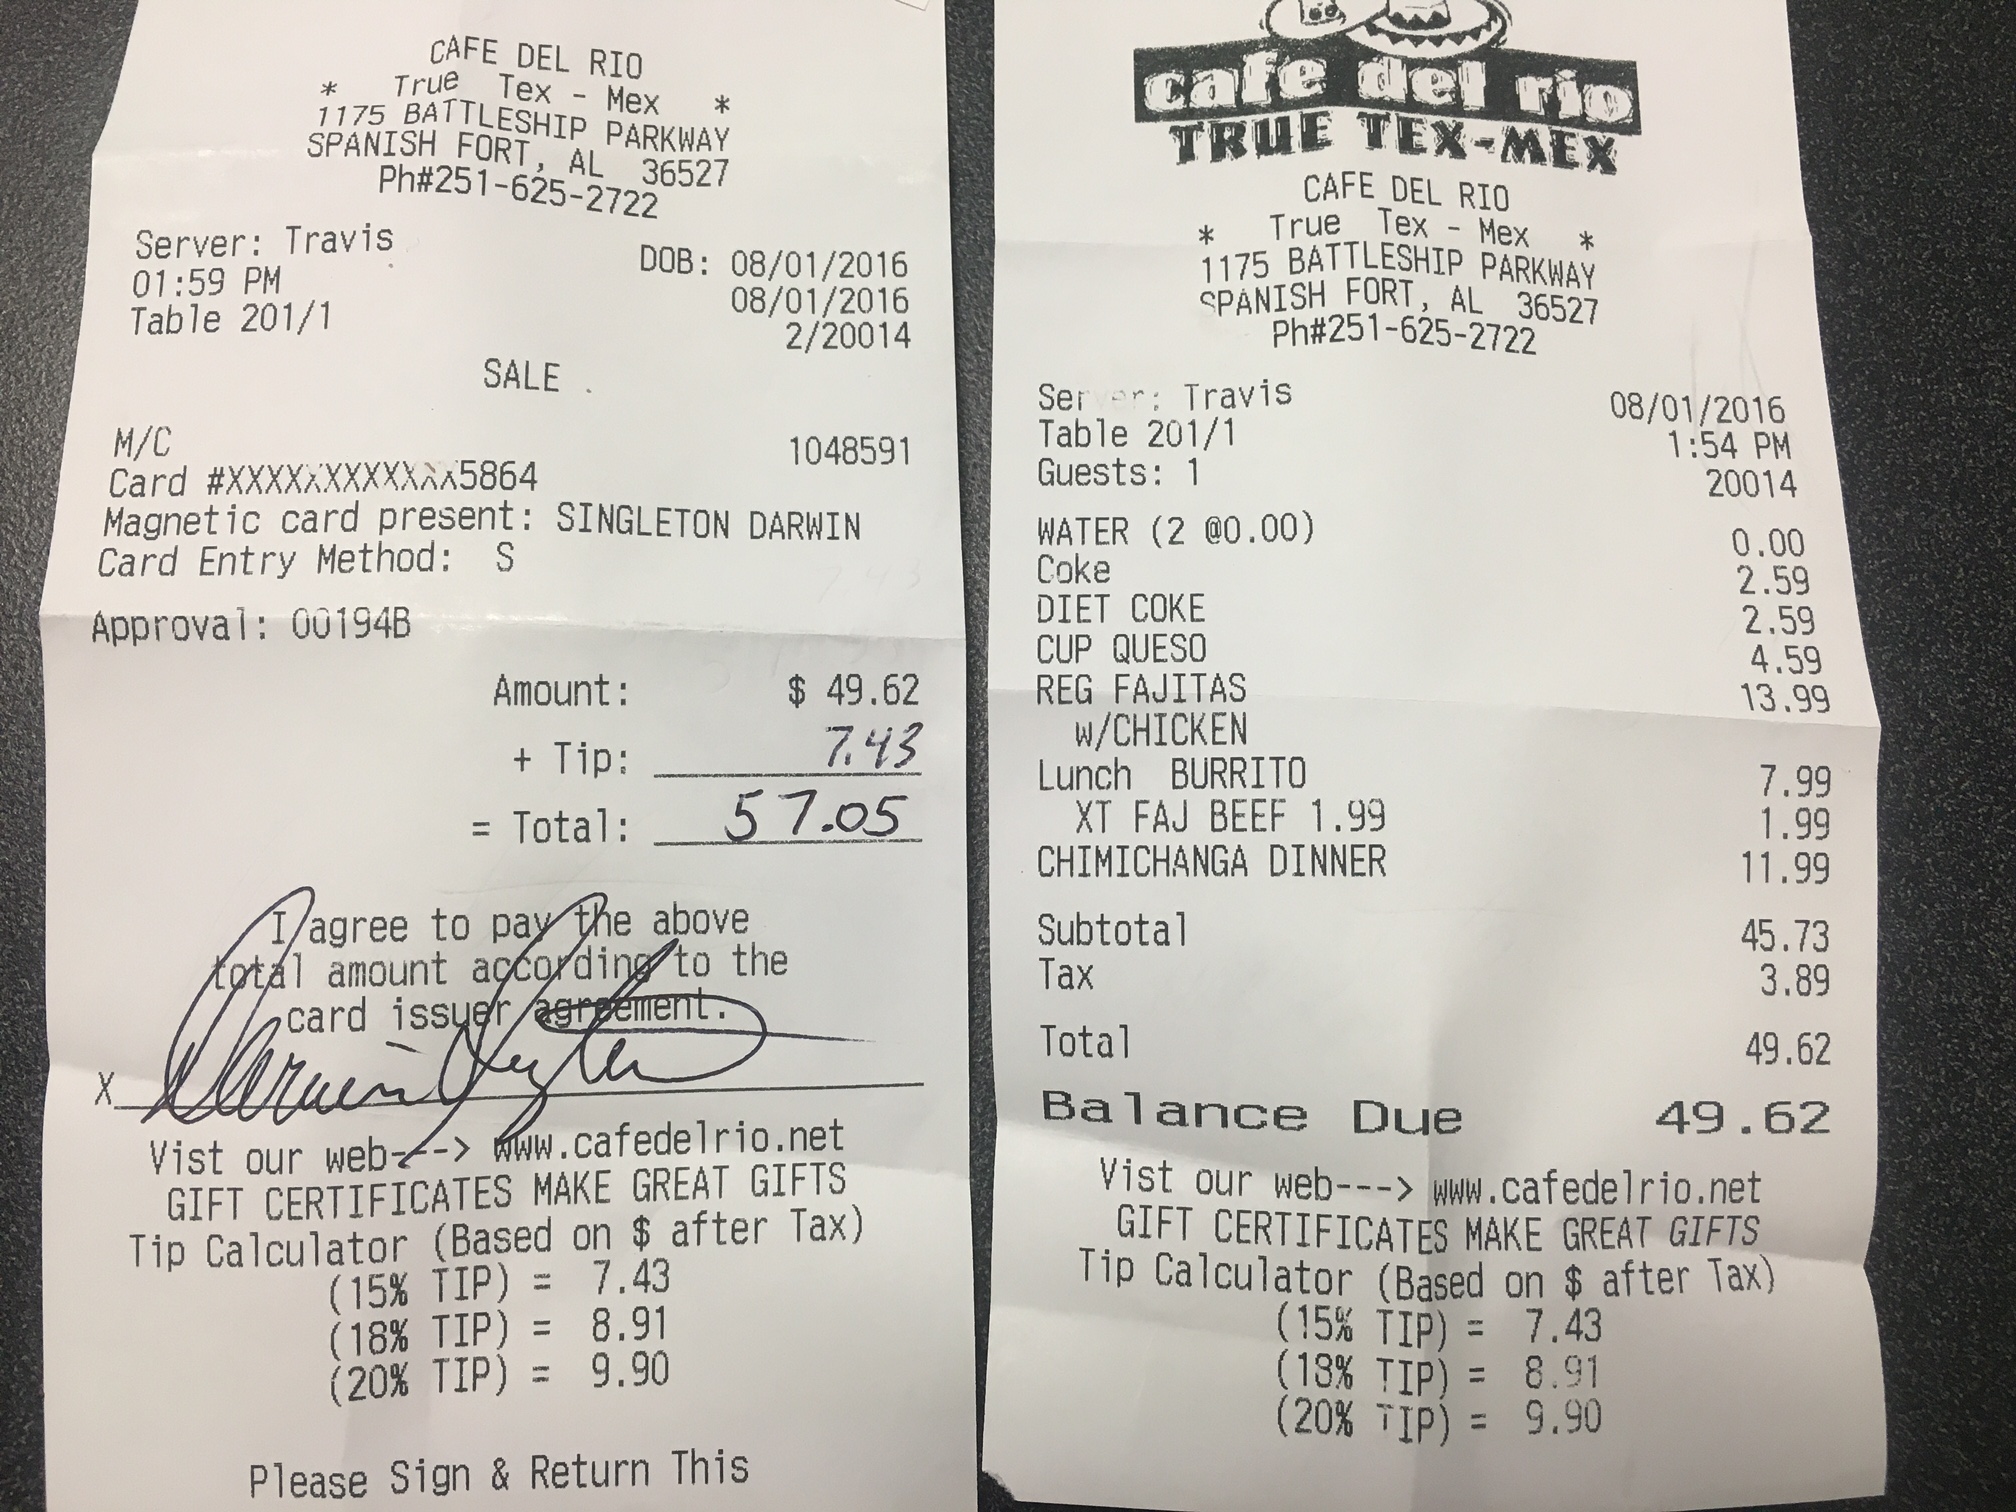 cafe del rio
TRUE TEX-MEX
CAFE DEL RIO
* True Tex - Mex *
1175 BATTLESHIP PARKWAY
SPANISH FORT, AL 36527
Ph#251-625-2722
Server: Travis 08/01/2016
Table 201/1 1:54 PM
Guests: 1 20014
WATER (2 @0.00) 0.00
Coke 2.59
DIET COKE 2.59
CUP QUESO 4.59
REG FAJITAS 13.99
W/CHICKEN
Lunch BURRITO 7.99
XT FAJ BEEF 1.99 1.99
CHIMICHANGA DINNER 11.99
Subtotal 45.73
Tax 3.89
Total 49.62
Balance Due 49.62
Vist our web---> www.cafedelrio.net
GIFT CERTIFICATES MAKE GREAT GIFTS
Tip Calculator (Based on $ after Tax)
(15% TIP) = 7.43
(18% TIP) = 8.91
(20% TIP) = 9.90
CAFE DEL RIO
* True Tex - Mex *
1175 BATTLESHIP PARKWAY
SPANISH FORT, AL 36527
Ph#251-625-2722
Server: Travis DOB: 08/01/2016
01:59 PM 08/01/2016
Table 201/1 2/20014
SALE
M/C 1048591
Card #XXXXXXXXXXXX5864
Magnetic card present: SINGLETON DARWIN
Card Entry Method: S
Approval: 00194B
Amount: $ 49.62
+ Tip: 7.43
= Total: 57.05
I agree to pay the above
total amount according to the
card issuer agreement.
X
Vist our web---> www.cafedelrio.net
GIFT CERTIFICATES MAKE GREAT GIFTS
Tip Calculator (Based on $ after Tax)
(15% TIP) = 7.43
(18% TIP) = 8.91
(20% TIP) = 9.90
Please Sign & Return This